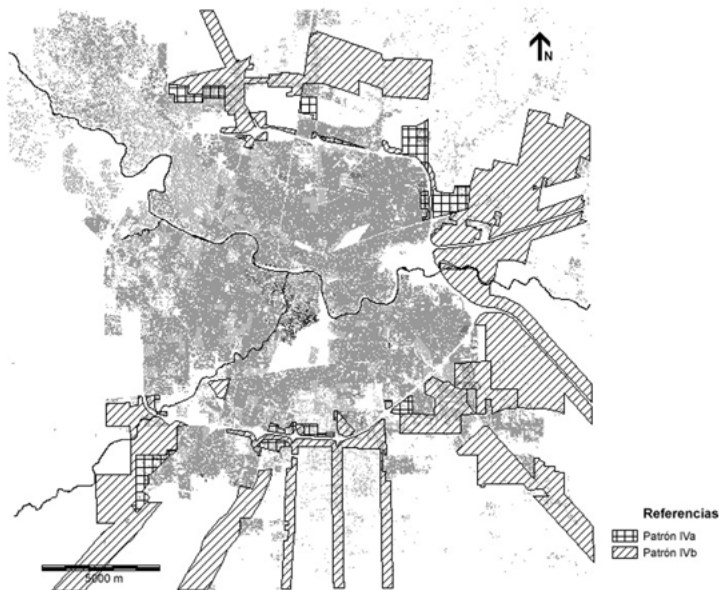 N
Referencias
Patrón IVa
Patrón IVb
5000 m